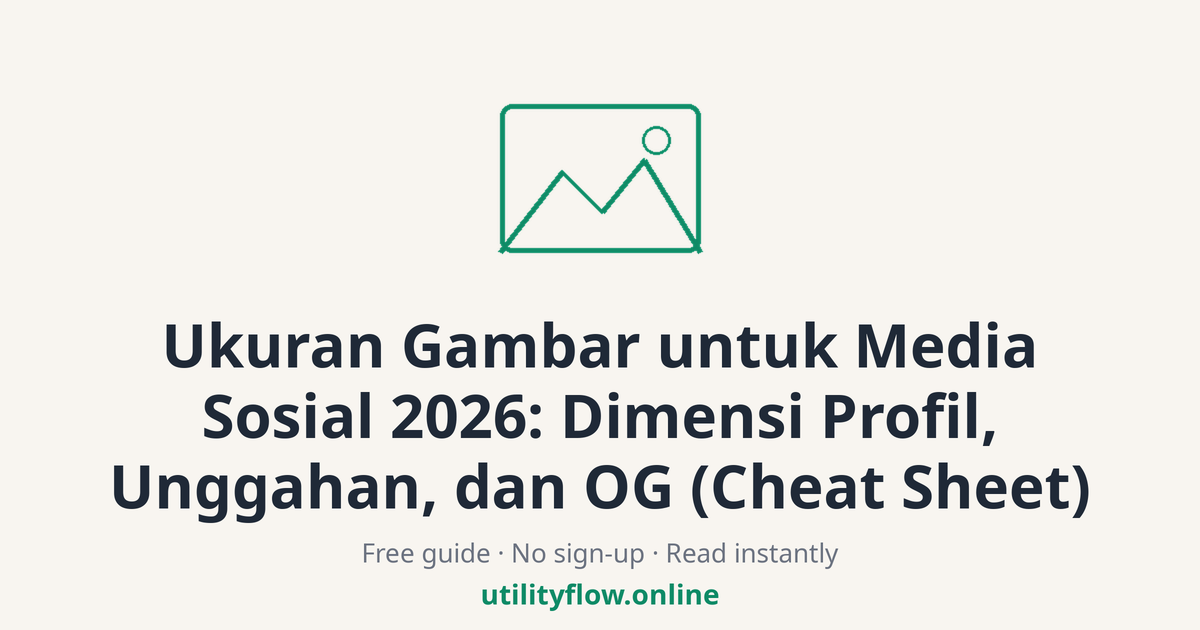 Ukuran Gambar untuk Media
Sosial 2026: Dimensi Profil,
Unggahan, dan OG (Cheat Sheet)
Free guide · No sign-up · Read instantly
utilityflow.online